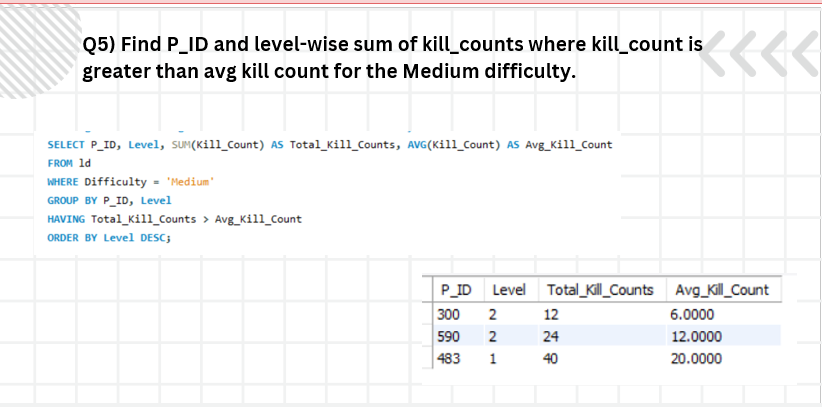 Q5) Find P_ID and level-wise sum of kill_counts where kill_count is
greater than avg kill count for the Medium difficulty.
SELECT P_ID, Level, SUM(Kill_Count) AS Total_Kill_Counts, AVG(Kill_Count) AS Avg_Kill_Count
FROM ld
WHERE Difficulty = 'Medium'
GROUP BY P_ID, Level
HAVING Total_Kill_Counts > Avg_Kill_Count
ORDER BY Level DESC;
P_ID Level Total_Kill_Counts Avg_Kill_Count
300 2 12 6.0000
590 2 24 12.0000
483 1 40 20.0000